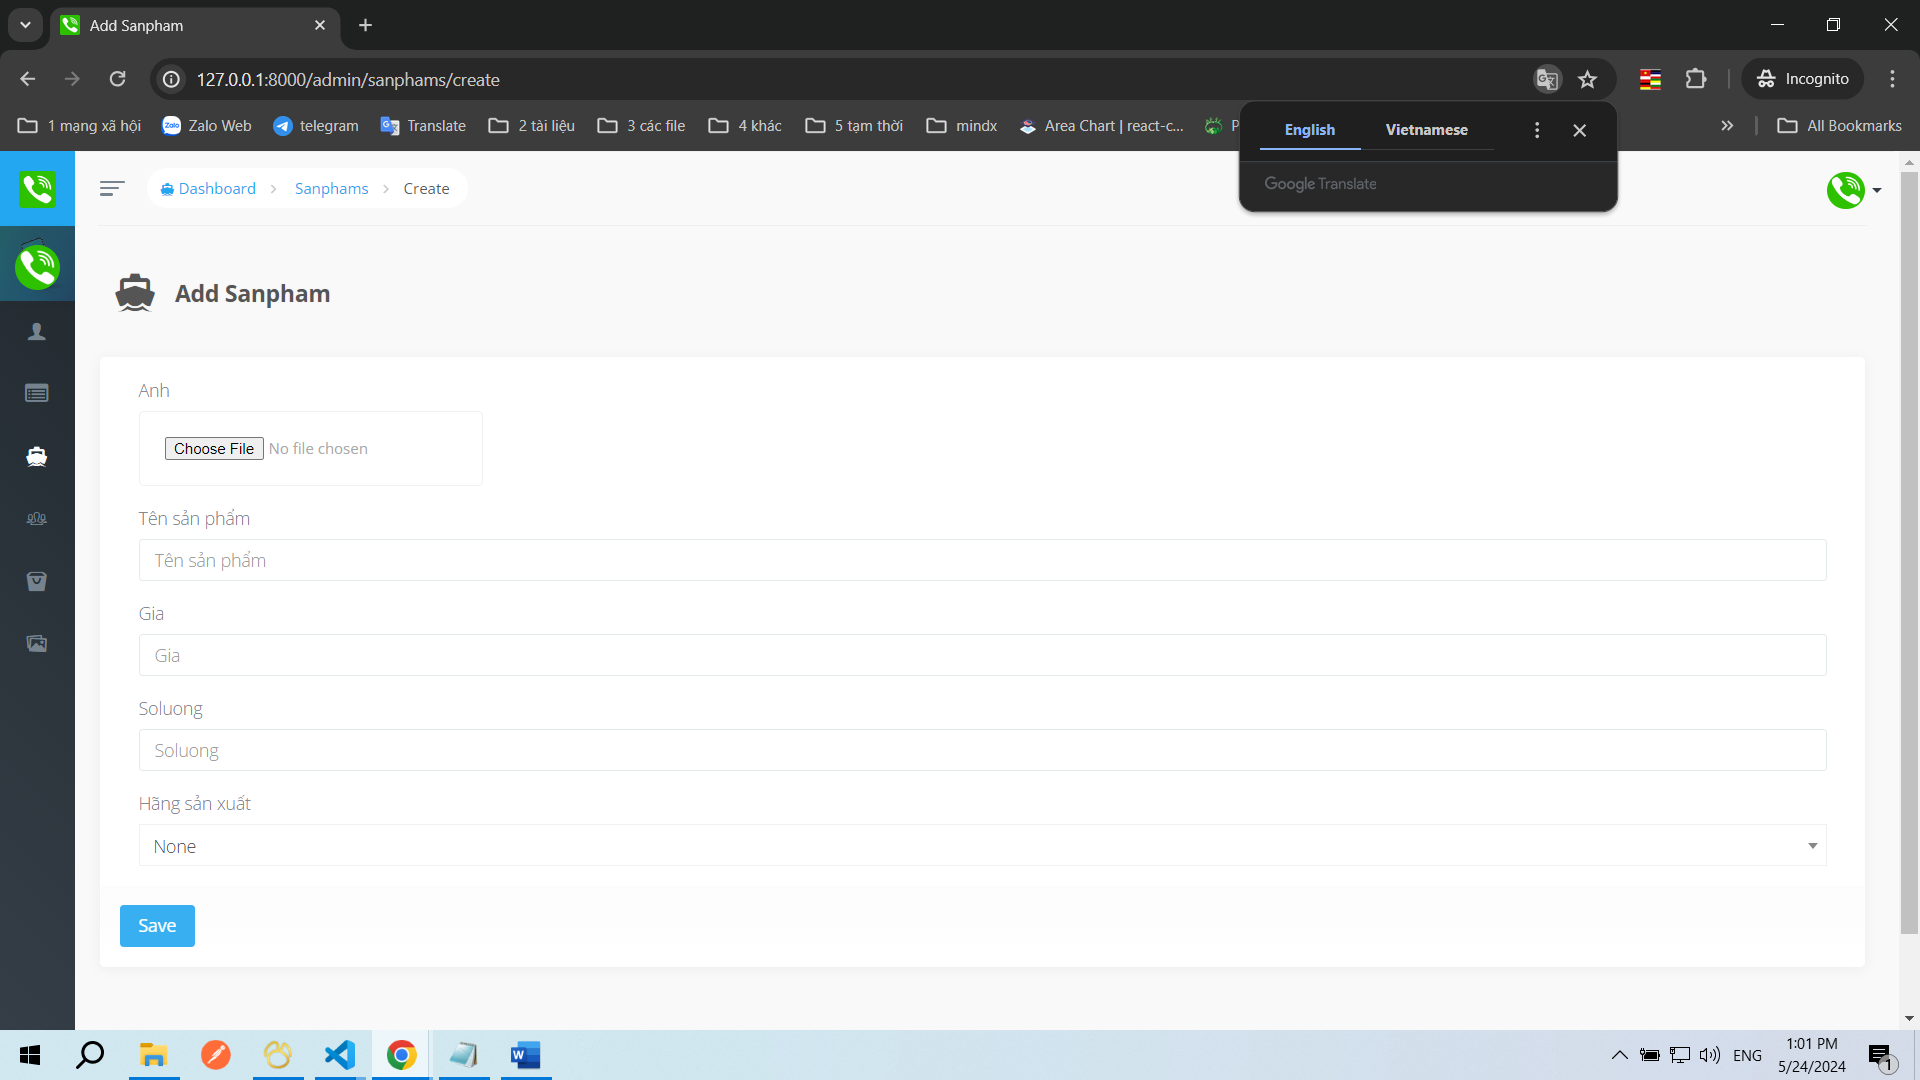 Add Sanpham
127.0.0.1:8000/admin/sanphams/create
Incognito
1 mạng xã hội
Zalo Web
telegram
Translate
2 tài liệu
3 các file
4 khác
5 tạm thời
mindx
Area Chart | react-c...
P
All Bookmarks
English
Vietnamese
Google Translate
Dashboard
Sanphams
Create
Add Sanpham
Anh
Choose File
No file chosen
Tên sản phẩm
Tên sản phẩm
Gia
Gia
Soluong
Soluong
Hãng sản xuất
None
Save
ENG
1:01 PM
5/24/2024
1